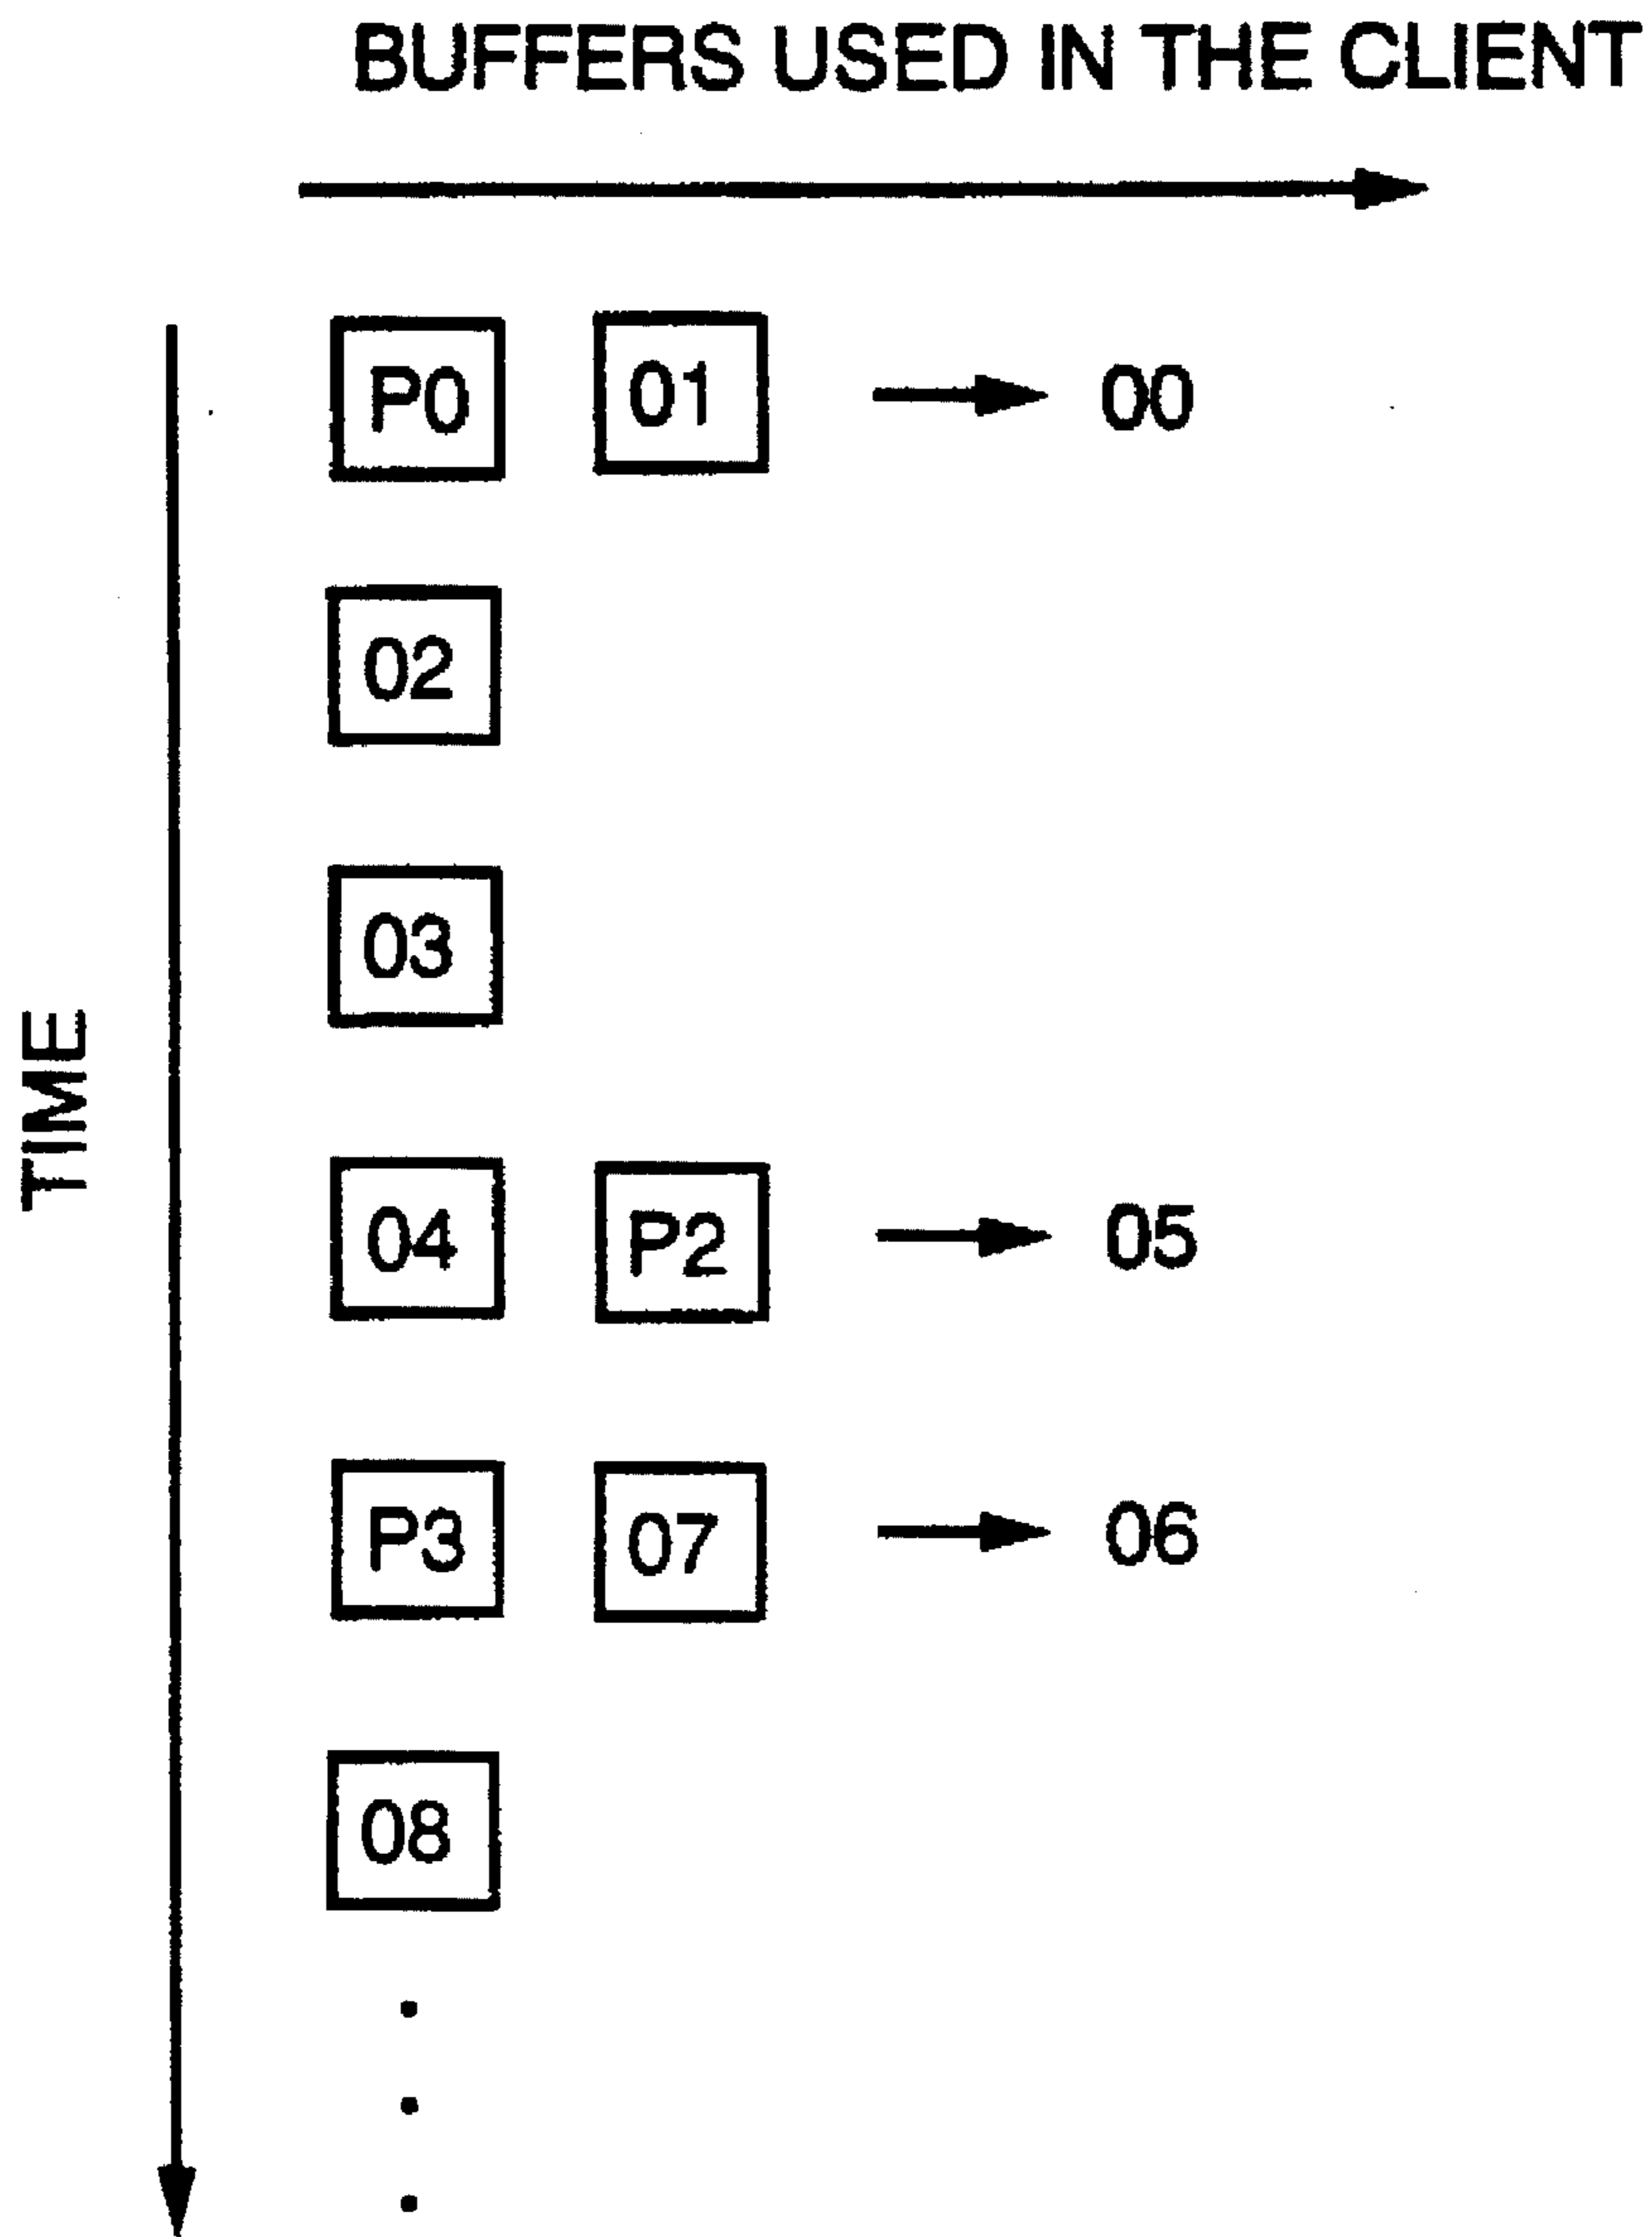 BUFFERS USED IN THE CLIENT
TIME
P0 01 00
02
03
04 P2 05
P3 07 06
08